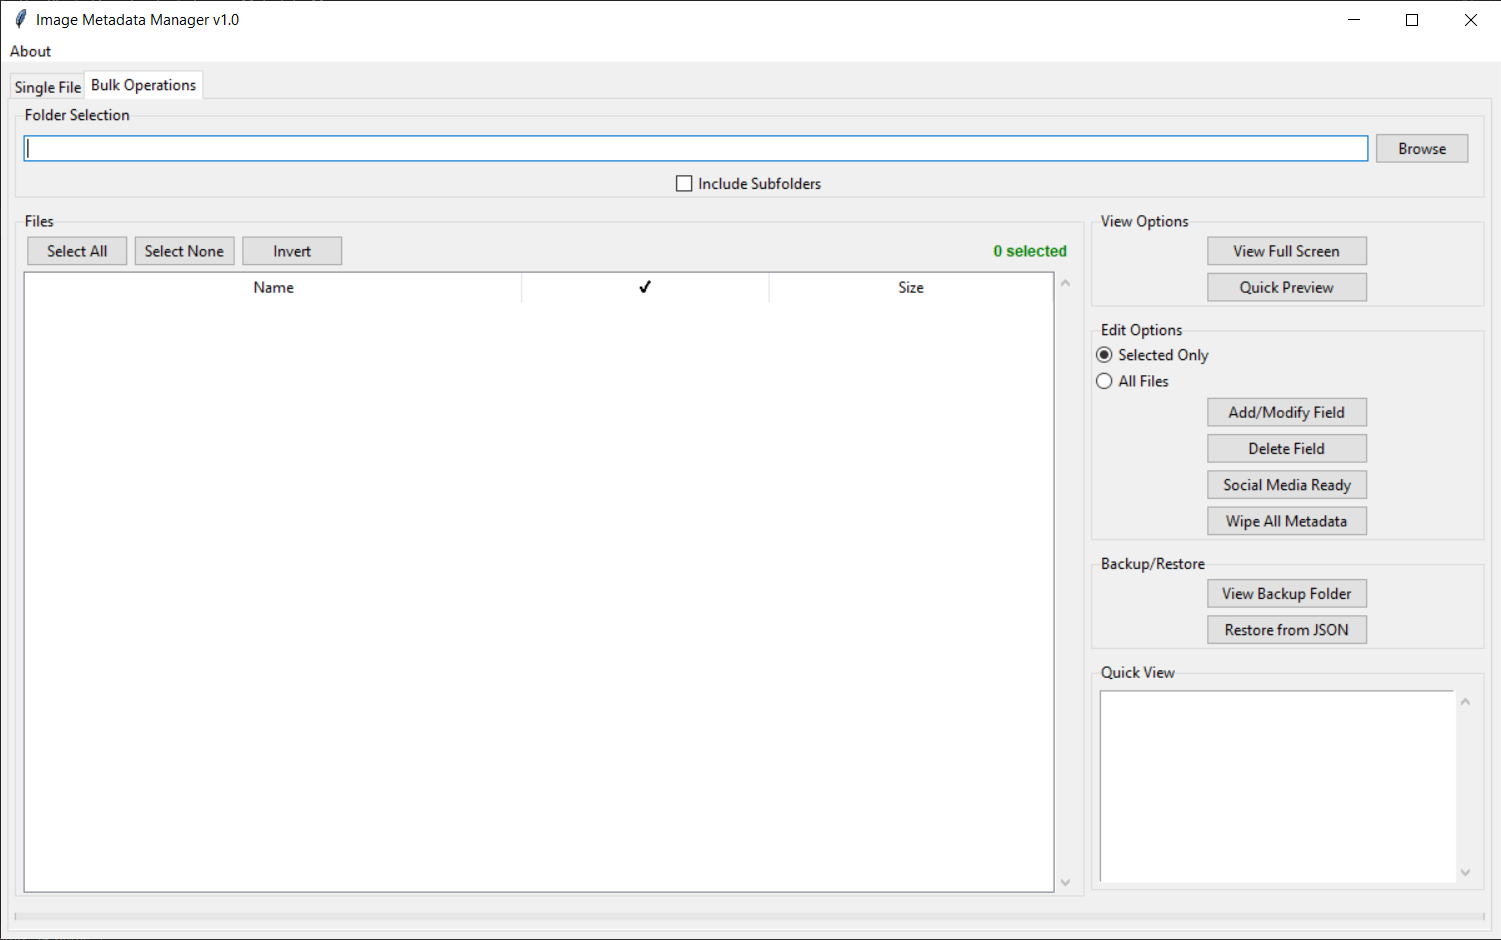 Image Metadata Manager v1.0
About
Single File
Bulk Operations
Folder Selection
Browse
Include Subfolders
Files
Select All
Select None
Invert
0 selected
Name
✓
Size
View Options
View Full Screen
Quick Preview
Edit Options
Selected Only
All Files
Add/Modify Field
Delete Field
Social Media Ready
Wipe All Metadata
Backup/Restore
View Backup Folder
Restore from JSON
Quick View